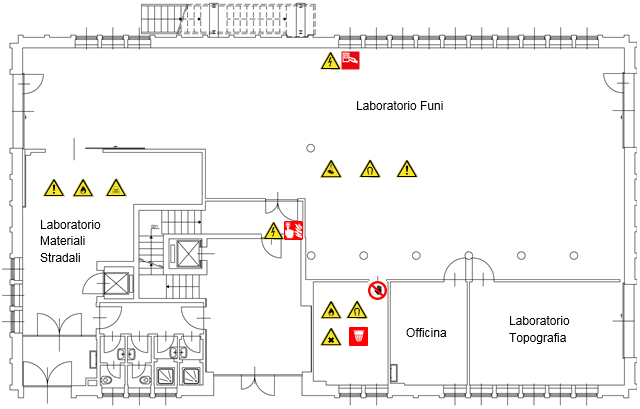 Laboratorio Funi
Laboratorio
Materiali
Stradali
Officina
Laboratorio
Topografia